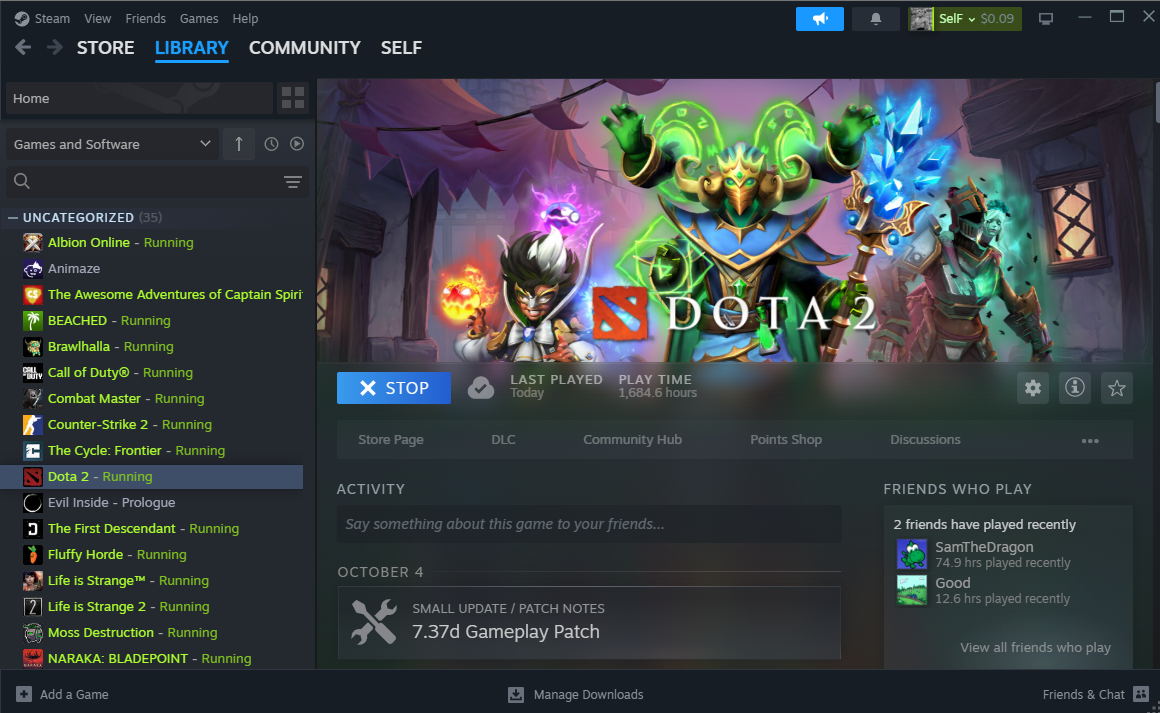 Steam View Friends Games Help
SelF $0.09
STORE LIBRARY COMMUNITY SELF
Home
Games and Software
UNCATEGORIZED (35)
Albion Online - Running
Animaze
The Awesome Adventures of Captain Spiri
BEACHED - Running
Brawlhalla - Running
Call of Duty® - Running
Combat Master - Running
Counter-Strike 2 - Running
The Cycle: Frontier - Running
Dota 2 - Running
Evil Inside - Prologue
The First Descendant - Running
Fluffy Horde - Running
Life is Strange™ - Running
Life is Strange 2 - Running
Moss Destruction - Running
NARAKA: BLADEPOINT - Running
DOTA 2
STOP
LAST PLAYED
Today
PLAY TIME
1,684.6 hours
Store Page DLC Community Hub Points Shop Discussions
ACTIVITY
Say something about this game to your friends...
OCTOBER 4
SMALL UPDATE / PATCH NOTES
7.37d Gameplay Patch
FRIENDS WHO PLAY
2 friends have played recently
SamTheDragon
74.9 hrs played recently
Good
12.6 hrs played recently
View all friends who play
Add a Game
Manage Downloads
Friends & Chat